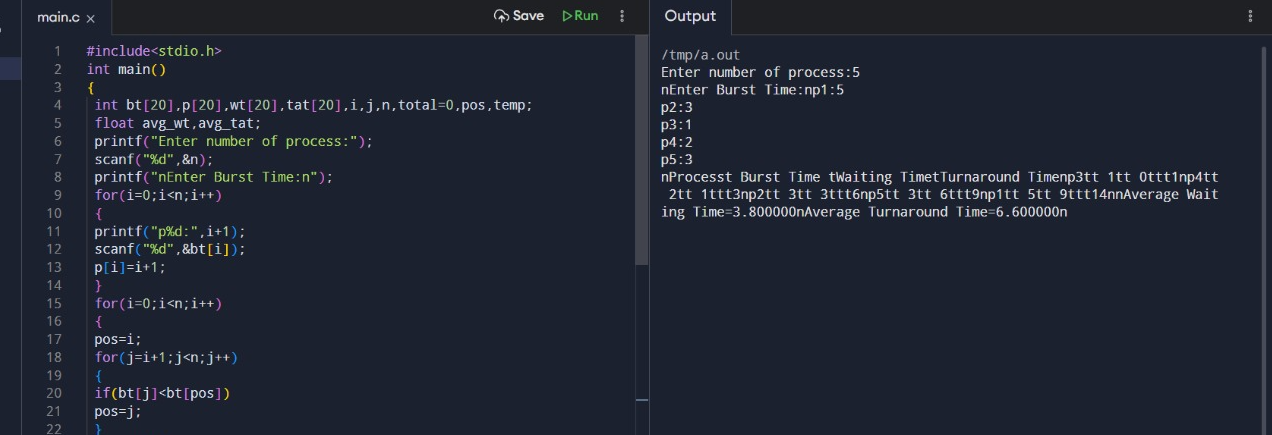 main.c ×
Save
Run
Output
1 #include<stdio.h>
2 int main()
3 {
4 int bt[20],p[20],wt[20],tat[20],i,j,n,total=0,pos,temp;
5 float avg_wt,avg_tat;
6 printf("Enter number of process:");
7 scanf("%d",&n);
8 printf("nEnter Burst Time:n");
9 for(i=0;i<n;i++)
10 {
11 printf("p%d:",i+1);
12 scanf("%d",&bt[i]);
13 p[i]=i+1;
14 }
15 for(i=0;i<n;i++)
16 {
17 pos=i;
18 for(j=i+1;j<n;j++)
19 {
20 if(bt[j]<bt[pos])
21 pos=j;
22 }
/tmp/a.out
Enter number of process:5
nEnter Burst Time:np1:5
p2:3
p3:1
p4:2
p5:3
nProcesst Burst Time tWaiting TimetTurnaround Timenp3tt 1tt 0ttt1np4tt
2tt 1ttt3np2tt 3tt 3ttt6np5tt 3tt 6ttt9np1tt 5tt 9ttt14nnAverage Wait
ing Time=3.800000nAverage Turnaround Time=6.600000n